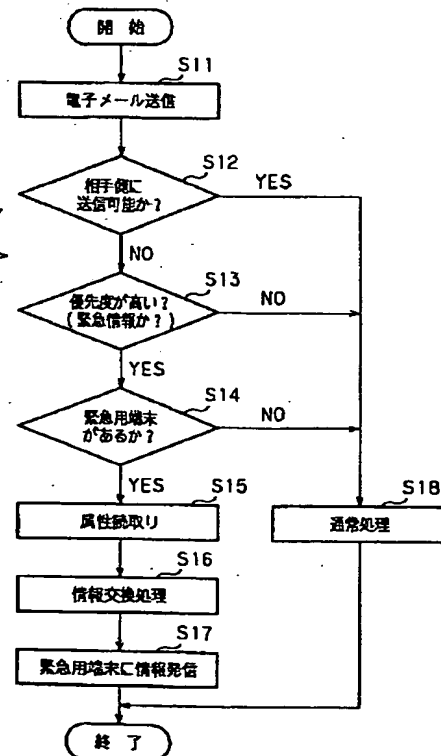 開 始
S11
電子メール送信
S12
相手側に
送信可能か?
YES
NO
S13
優先度が高い?
(緊急情報か?)
NO
YES
S14
緊急用端末
があるか?
NO
YES
S15
属性読取り
S18
通常処理
S16
情報交換処理
S17
緊急用端末に情報発信
終 了